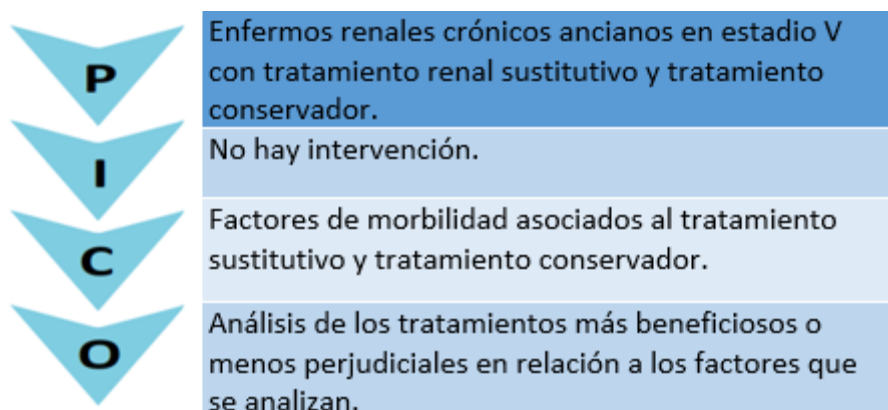 P
Enfermos renales crónicos ancianos en estadio V
con tratamiento renal sustitutivo y tratamiento
conservador.
I
No hay intervención.
C
Factores de morbilidad asociados al tratamiento
sustitutivo y tratamiento conservador.
O
Análisis de los tratamientos más beneficiosos o
menos perjudiciales en relación a los factores que
se analizan.